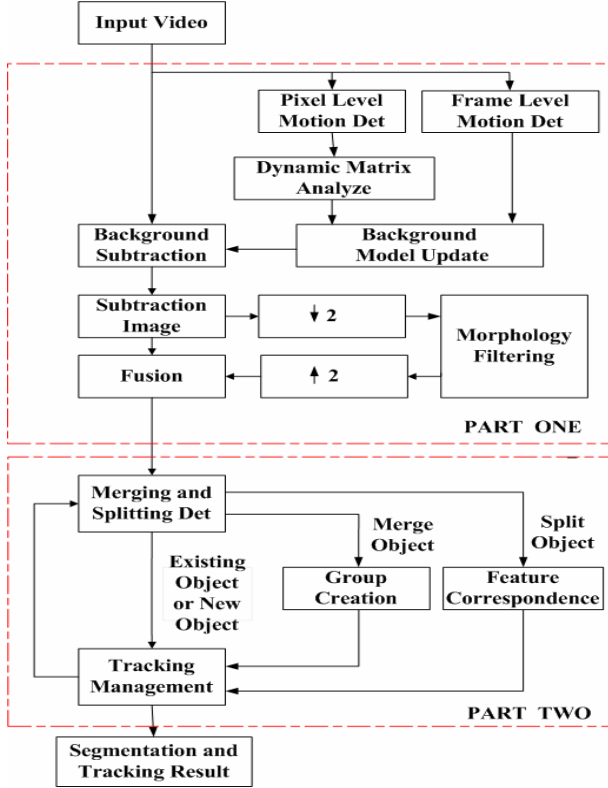 Input Video
Pixel Level
Motion Det
Frame Level
Motion Det
Dynamic Matrix
Analyze
Background
Subtraction
Background
Model Update
Subtraction
Image
↓ 2
Morphology
Filtering
Fusion
↑ 2
PART ONE
Merging and
Splitting Det
Merge
Object
Split
Object
Existing
Object
or New
Object
Group
Creation
Feature
Correspondence
Tracking
Management
PART TWO
Segmentation and
Tracking Result